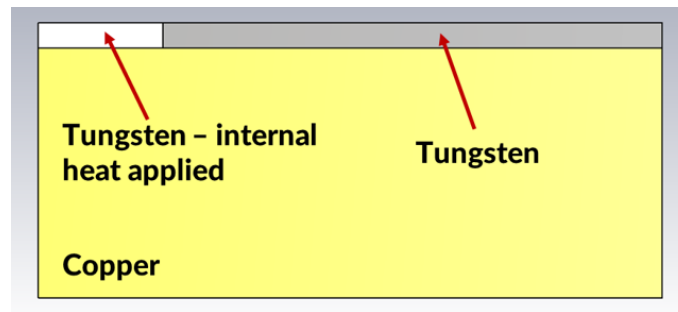 Tungsten – internal
heat applied
Tungsten
Copper